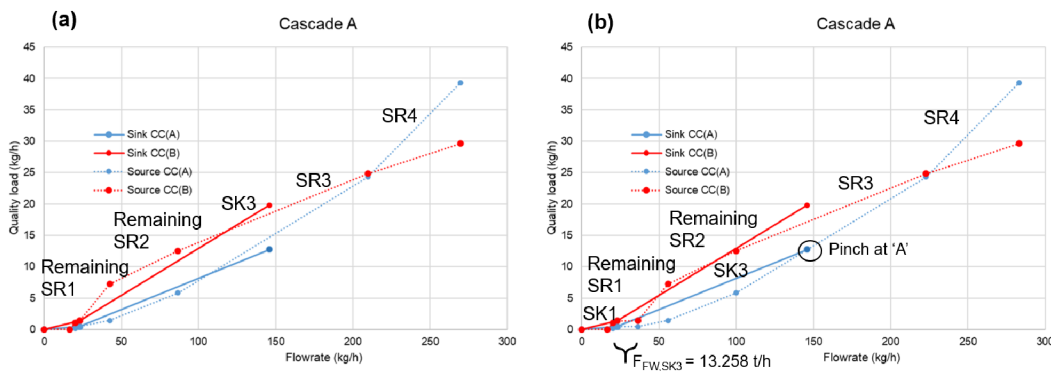 (a)
Cascade A
Quality load (kg/h)
45
40
35
30
25
20
15
10
5
0
0
50
100
150
200
250
300
Flowrate (kg/h)
Sink CC(A)
Sink CC(B)
Source CC(A)
Source CC(B)
SR4
SR3
SK3
Remaining
SR2
Remaining
SR1
(b)
Cascade A
Quality load (kg/h)
45
40
35
30
25
20
15
10
5
0
0
50
100
150
200
250
300
Flowrate (kg/h)
Sink CC(A)
Sink CC(B)
Source CC(A)
Source CC(B)
SR4
SR3
Remaining
SR2
SK3
Pinch at ‘A’
Remaining
SR1
SK1
F_FW,SK3 = 13.258 t/h